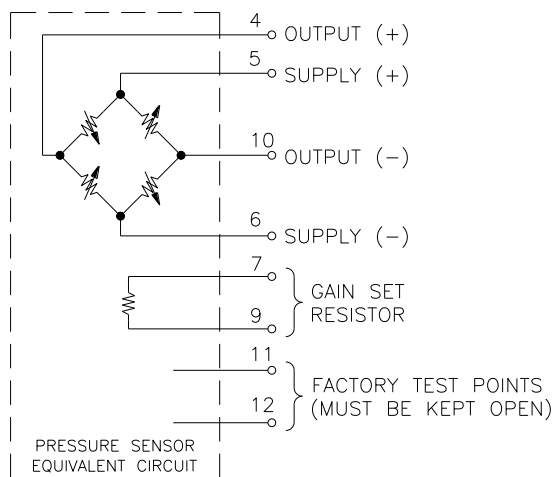 4
OUTPUT (+)
5
SUPPLY (+)
10
OUTPUT (−)
6
SUPPLY (−)
7
GAIN SET
RESISTOR
9
11
FACTORY TEST POINTS
(MUST BE KEPT OPEN)
12
PRESSURE SENSOR
EQUIVALENT CIRCUIT